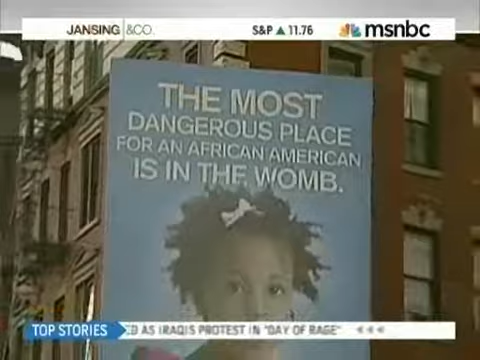 JANSING &CO.
S&P ▲ 11.76
msnbc
THE MOST
DANGEROUS PLACE
FOR AN AFRICAN AMERICAN
IS IN THE WOMB.
TOP STORIES
ED AS IRAQIS PROTEST IN "DAY OF RAGE"